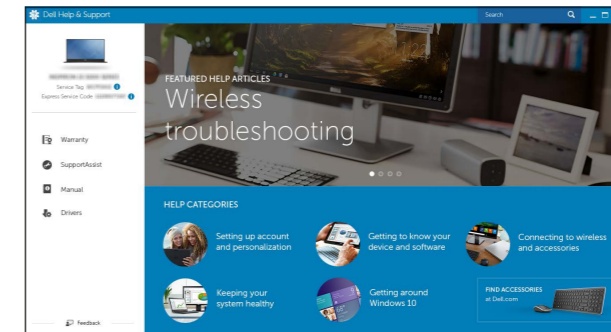 Dell Help & Support
Search
Service Tag:
Express Service Code:
Warranty
SupportAssist
Manual
Drivers
Feedback
FEATURED HELP ARTICLES
Wireless
troubleshooting
HELP CATEGORIES
Setting up account
and personalization
Getting to know your
device and software
Connecting to wireless
and accessories
Keeping your
system healthy
Getting around
Windows 10
FIND ACCESSORIES
at Dell.com